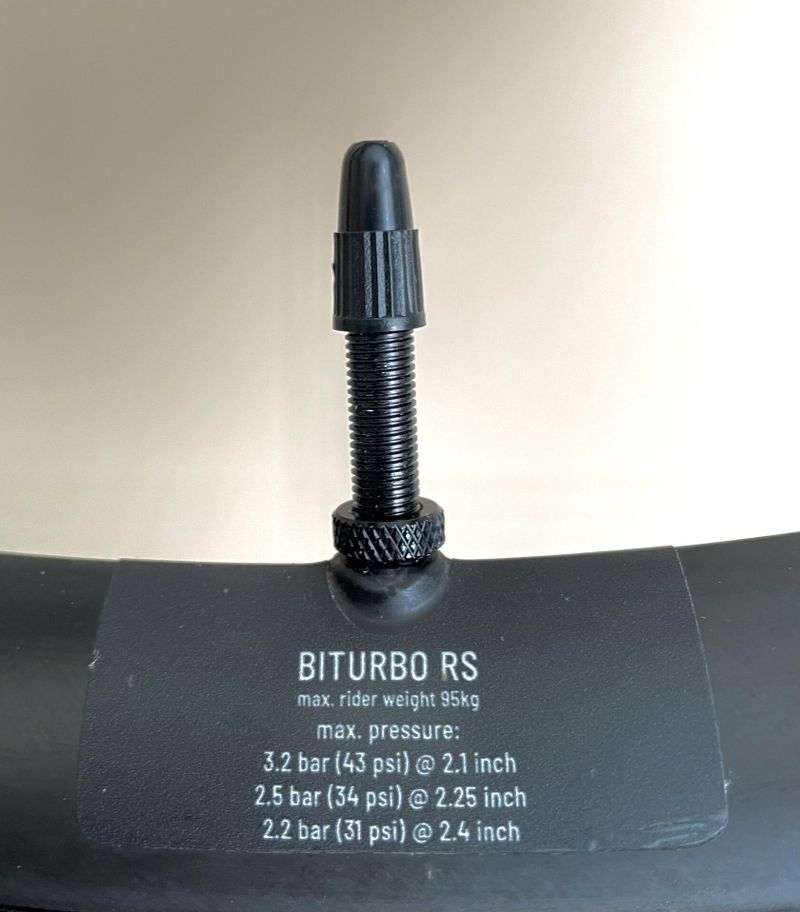 BITURBO RS
max. rider weight 95kg
max. pressure:
3.2 bar (43 psi) @ 2.1 inch
2.5 bar (34 psi) @ 2.25 inch
2.2 bar (31 psi) @ 2.4 inch